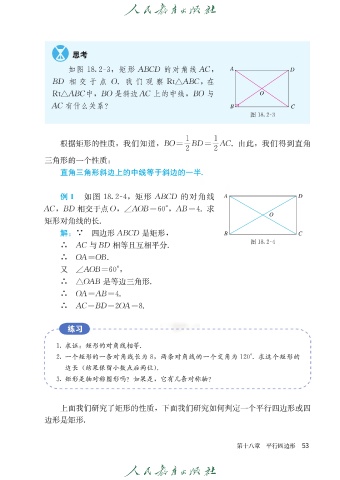 人民教育出版社
思考
如图 18.2-3，矩形 ABCD 的对角线 AC，
BD 相交于点 O. 我们观察 Rt△ABC，在
Rt△ABC中，BO是斜边AC上的中线，BO与
AC有什么关系？
A
D
O
B
C
图 18.2-3
根据矩形的性质，我们知道，BO=1/2 BD=1/2 AC. 由此，我们得到直角
三角形的一个性质：
直角三角形斜边上的中线等于斜边的一半.
例 1 如图 18.2-4，矩形 ABCD 的对角线
AC，BD 相交于点O，∠AOB=60°，AB=4. 求
矩形对角线的长.
A
D
O
B
C
图 18.2-4
解：∵ 四边形 ABCD 是矩形，
∴ AC 与 BD 相等且互相平分.
∴ OA=OB.
又 ∠AOB=60°，
∴ △OAB 是等边三角形.
∴ OA=AB=4.
∴ AC=BD=2OA=8.
练习
1. 求证：矩形的对角线相等.
2. 一个矩形的一条对角线长为 8，两条对角线的一个交角为 120°. 求这个矩形的
边长（结果保留小数点后两位）.
3. 矩形是轴对称图形吗？如果是，它有几条对称轴？
上面我们研究了矩形的性质，下面我们研究如何判定一个平行四边形或四
边形是矩形.
第十八章 平行四边形 53
人民教育出版社